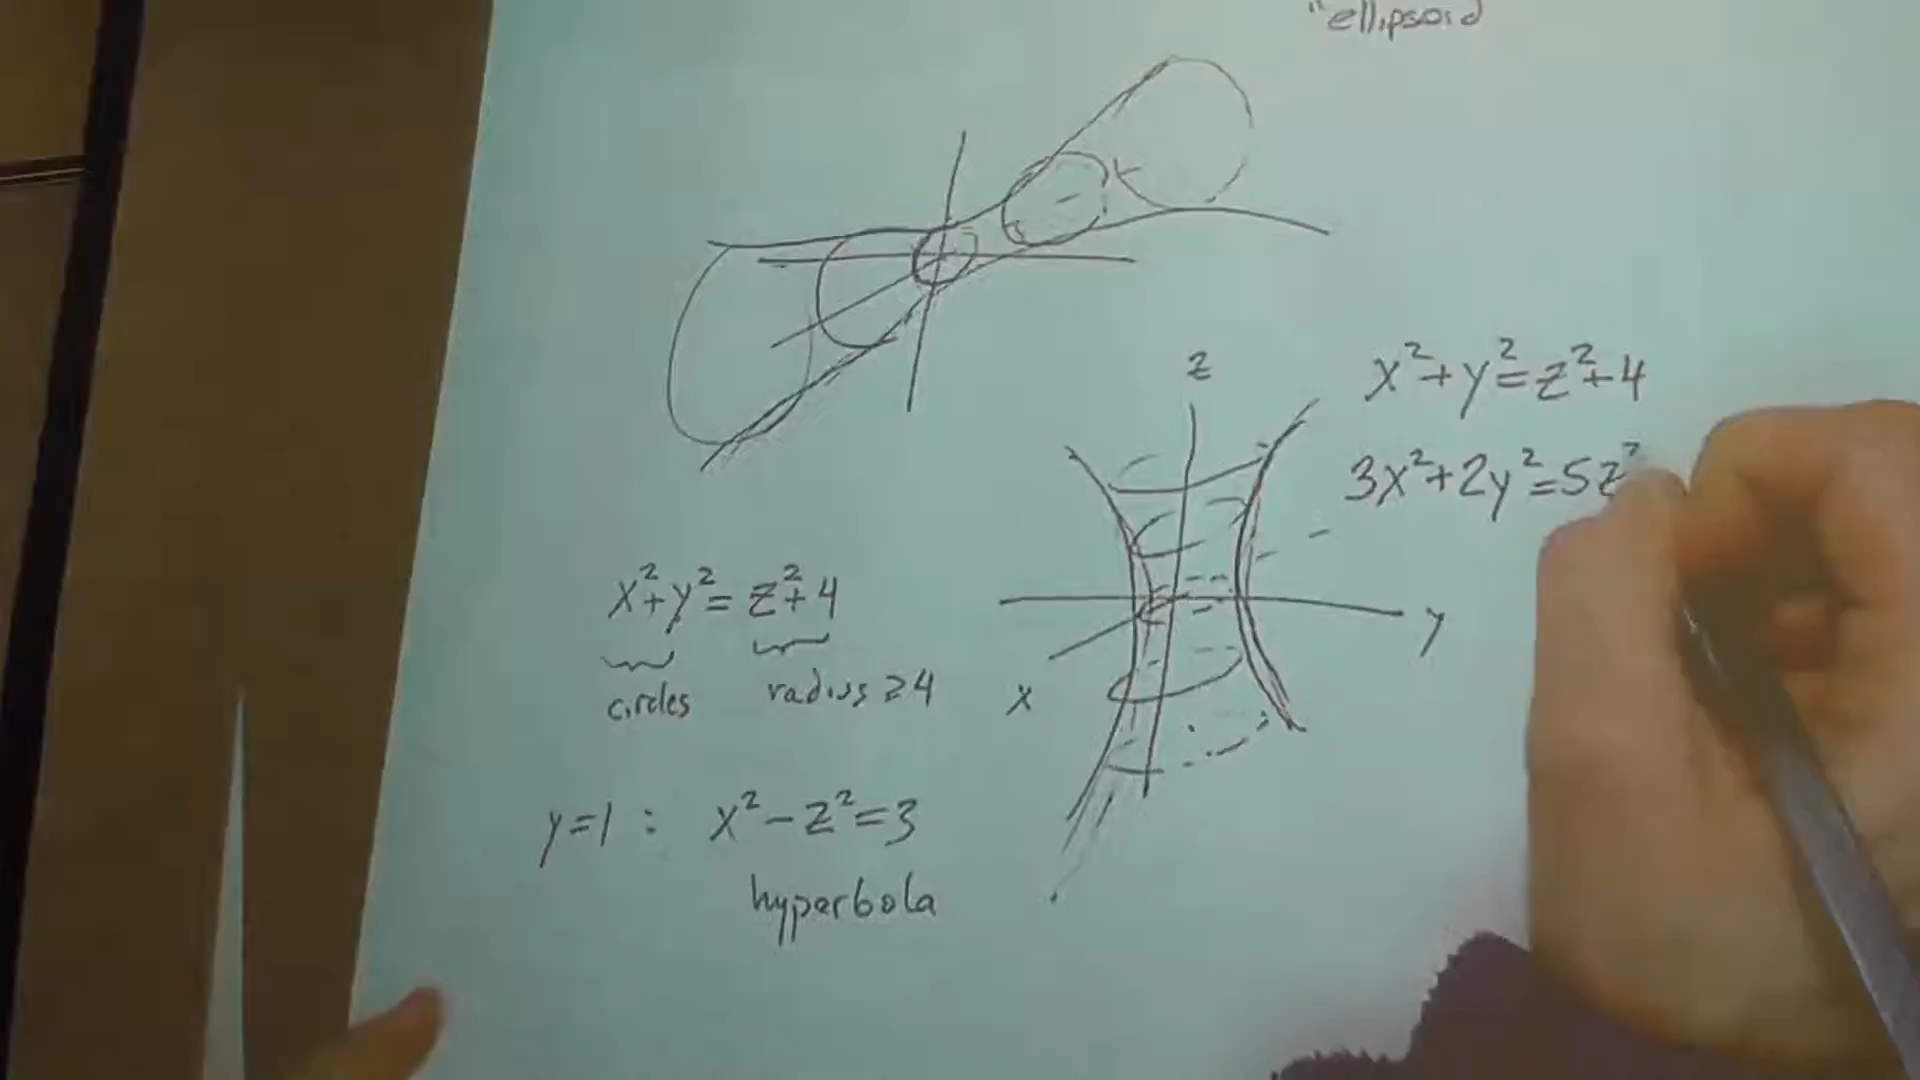 "ellipsoid
z
x²+y²=z²+4
3x²+2y²=5z²
x²+y²=z²+4
y
circles
radius ≥4
x
y=1 : x²-z²=3
hyperbola